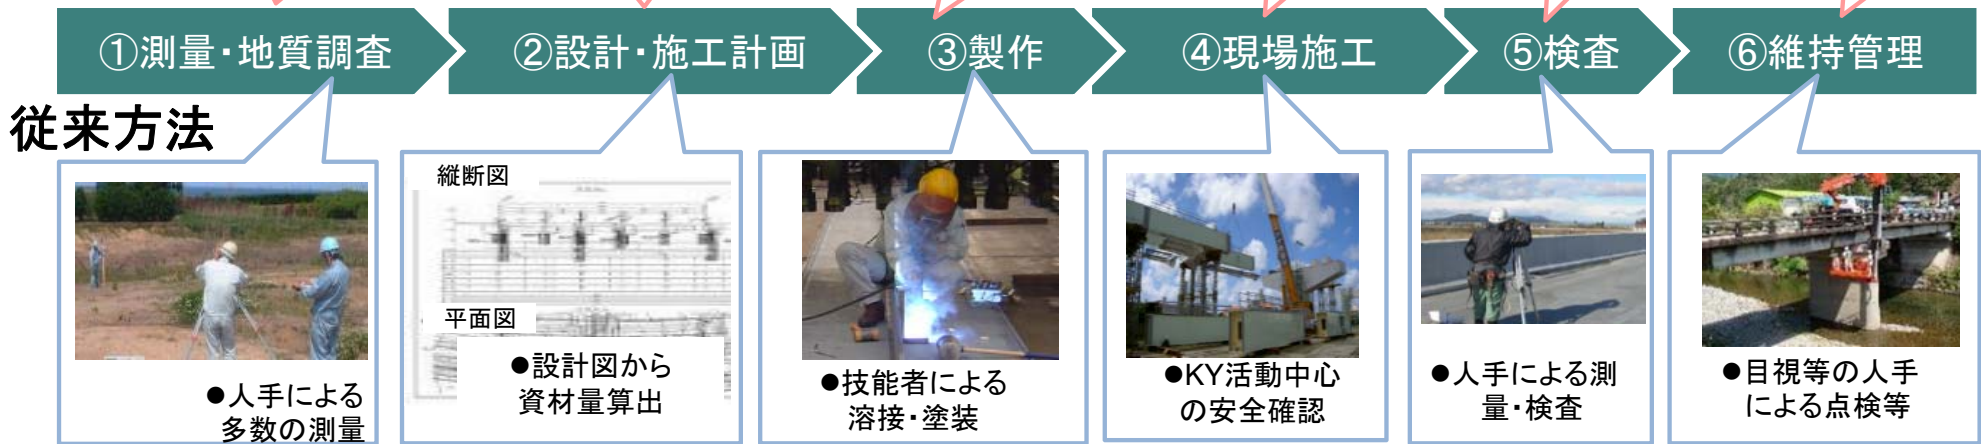 ①測量・地質調査
②設計・施工計画
③製作
④現場施工
⑤検査
⑥維持管理
従来方法
●人手による
多数の測量
縦断図
平面図
●設計図から
資材量算出
●技能者による
溶接・塗装
●KY活動中心
の安全確認
●人手による測
量・検査
●目視等の人手
による点検等